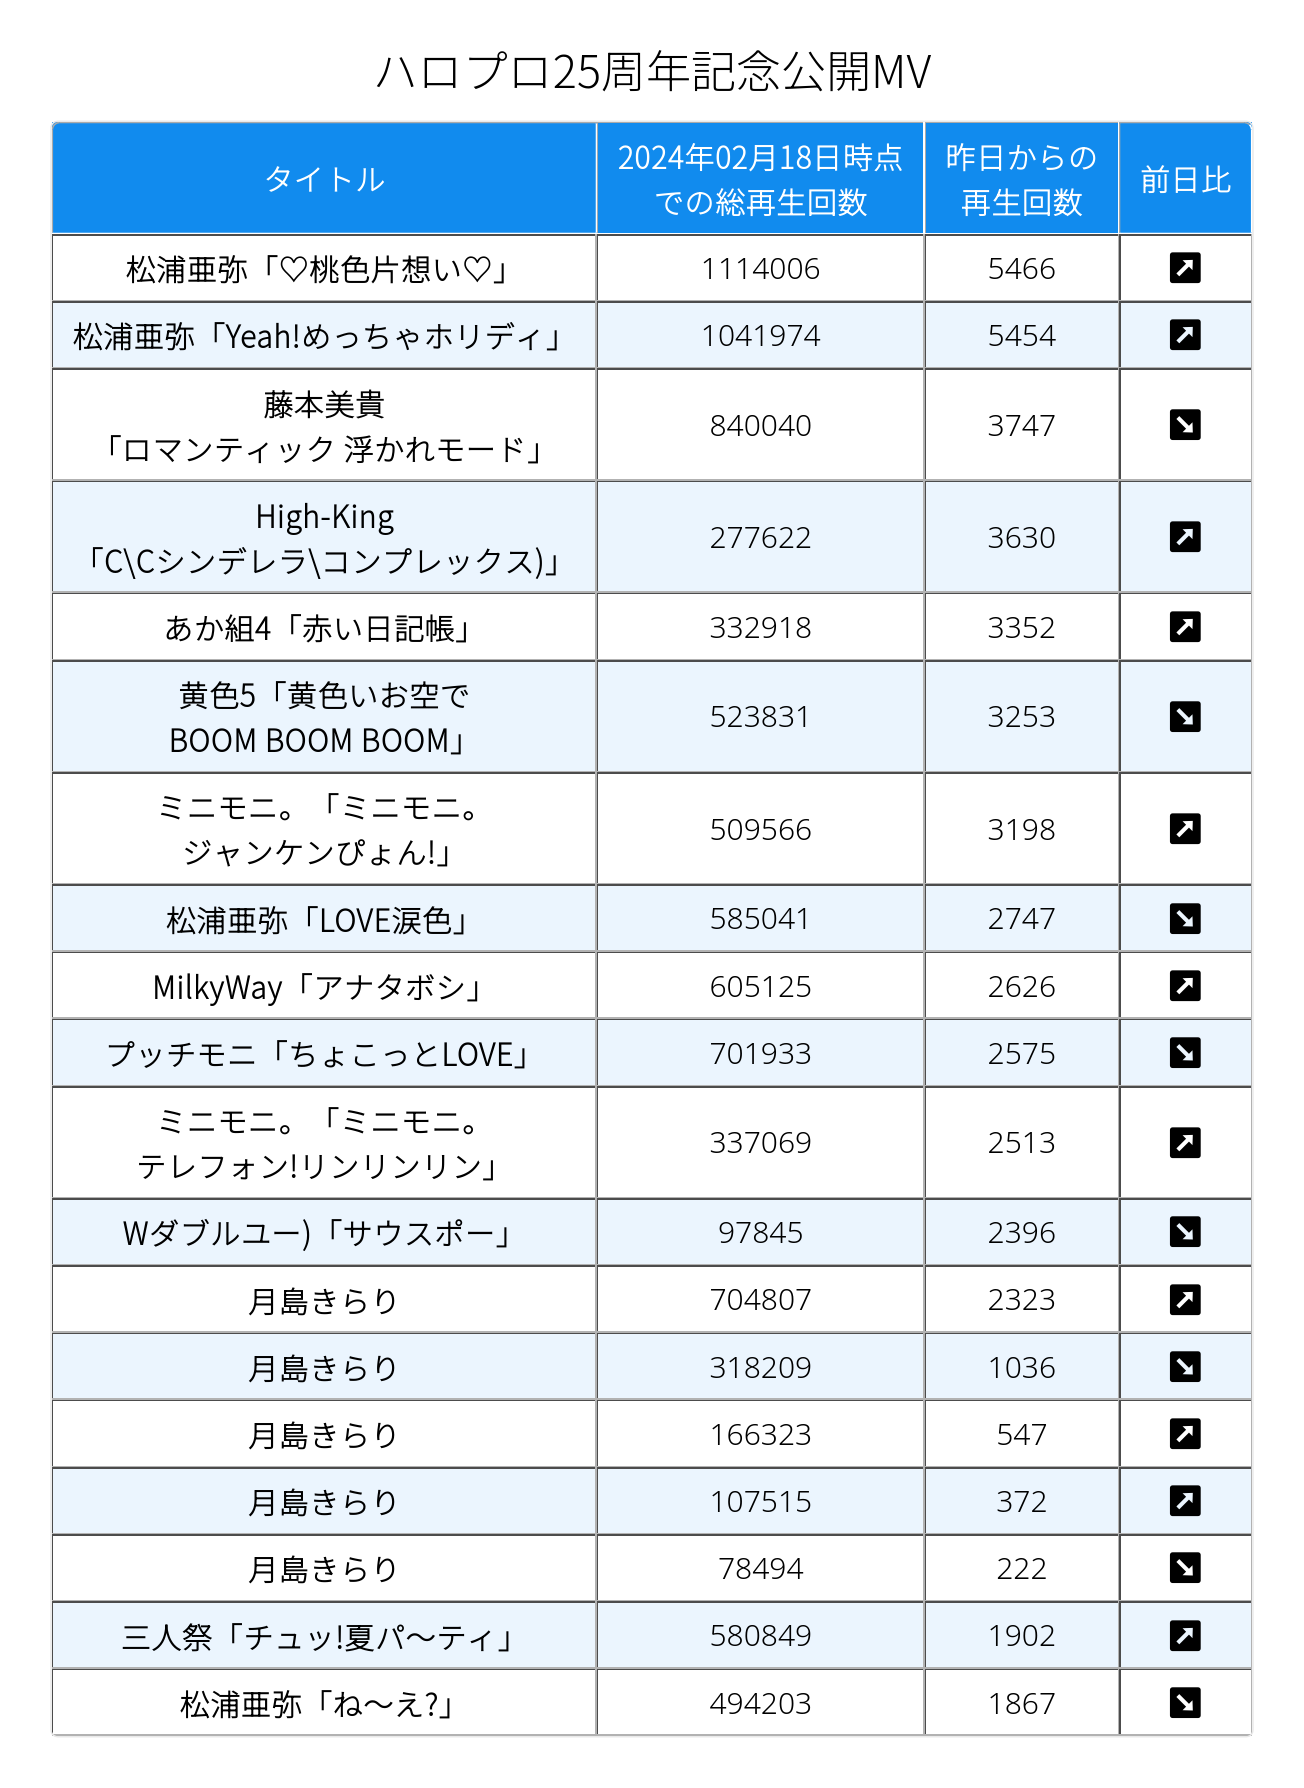 ハロプロ25周年記念公開MV
タイトル
2024年02月18日時点
での総再生回数
昨日からの
再生回数
前日比
松浦亜弥「♡桃色片想い♡」 1114006 5466 ↗
松浦亜弥「Yeah!めっちゃホリディ」 1041974 5454 ↗
藤本美貴
「ロマンティック 浮かれモード」 840040 3747 ↘
High-King
「C\Cシンデレラ\コンプレックス)」 277622 3630 ↗
あか組4「赤い日記帳」 332918 3352 ↗
黄色5「黄色いお空で
BOOM BOOM BOOM」 523831 3253 ↘
ミニモニ。「ミニモニ。
ジャンケンぴょん!」 509566 3198 ↗
松浦亜弥「LOVE涙色」 585041 2747 ↘
MilkyWay「アナタボシ」 605125 2626 ↗
プッチモニ「ちょこっとLOVE」 701933 2575 ↘
ミニモニ。「ミニモニ。
テレフォン!リンリンリン」 337069 2513 ↗
Wダブルユー)「サウスポー」 97845 2396 ↘
月島きらり 704807 2323 ↗
月島きらり 318209 1036 ↘
月島きらり 166323 547 ↗
月島きらり 107515 372 ↗
月島きらり 78494 222 ↘
三人祭「チュッ!夏パ〜ティ」 580849 1902 ↗
松浦亜弥「ね〜え?」 494203 1867 ↘